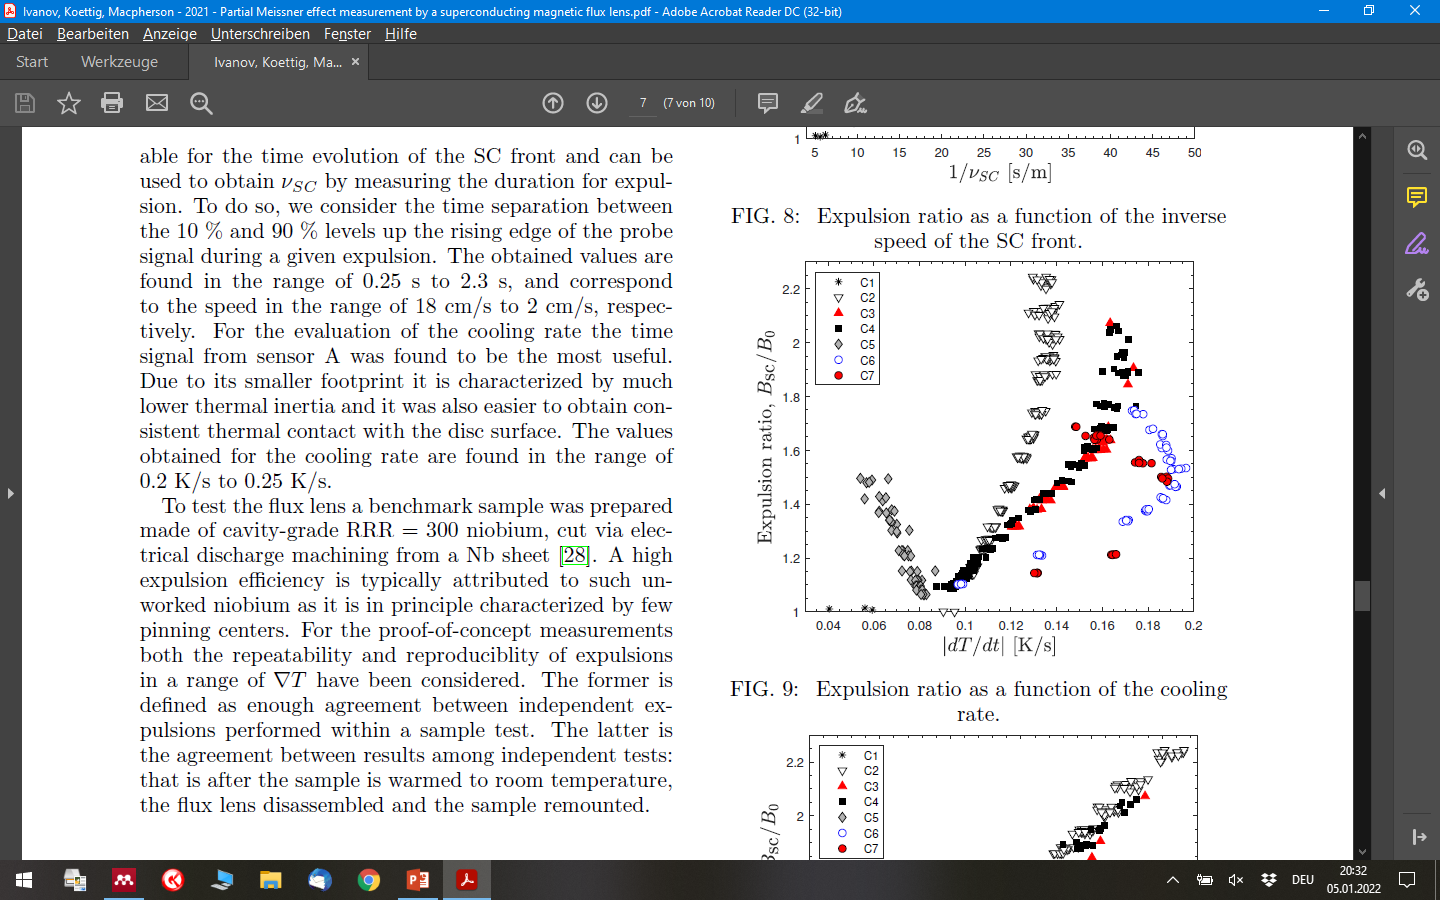 Ivanov, Koettig, Macpherson - 2021 - Partial Meissner effect measurement by a superconducting magnetic flux lens.pdf - Adobe Acrobat Reader DC (32-bit)
Datei Bearbeiten Anzeige Unterschreiben Fenster Hilfe
Start Werkzeuge Ivanov, Koettig, Ma... ×
7 (7 von 10)
able for the time evolution of the SC front and can be
used to obtain νSC by measuring the duration for expul-
sion. To do so, we consider the time separation between
the 10 % and 90 % levels up the rising edge of the probe
signal during a given expulsion. The obtained values are
found in the range of 0.25 s to 2.3 s, and correspond
to the speed in the range of 18 cm/s to 2 cm/s, respec-
tively. For the evaluation of the cooling rate the time
signal from sensor A was found to be the most useful.
Due to its smaller footprint it is characterized by much
lower thermal inertia and it was also easier to obtain con-
sistent thermal contact with the disc surface. The values
obtained for the cooling rate are found in the range of
0.2 K/s to 0.25 K/s.
To test the flux lens a benchmark sample was prepared
made of cavity-grade RRR = 300 niobium, cut via elec-
trical discharge machining from a Nb sheet [28]. A high
expulsion efficiency is typically attributed to such un-
worked niobium as it is in principle characterized by few
pinning centers. For the proof-of-concept measurements
both the repeatability and reproduciblity of expulsions
in a range of ∇T have been considered. The former is
defined as enough agreement between independent ex-
pulsions performed within a sample test. The latter is
the agreement between results among independent tests:
that is after the sample is warmed to room temperature,
the flux lens disassembled and the sample remounted.
1
5 10 15 20 25 30 35 40 45 50
1/νSC [s/m]
FIG. 8: Expulsion ratio as a function of the inverse
speed of the SC front.
Expulsion ratio, BSC/B0
2.2
2
1.8
1.6
1.4
1.2
1
C1
C2
C3
C4
C5
C6
C7
0.04 0.06 0.08 0.1 0.12 0.14 0.16 0.18 0.2
|dT/dt| [K/s]
FIG. 9: Expulsion ratio as a function of the cooling
rate.
BSC/B0
2.2
2
C1
C2
C3
C4
C5
C6
C7
DEU
20:32
05.01.2022